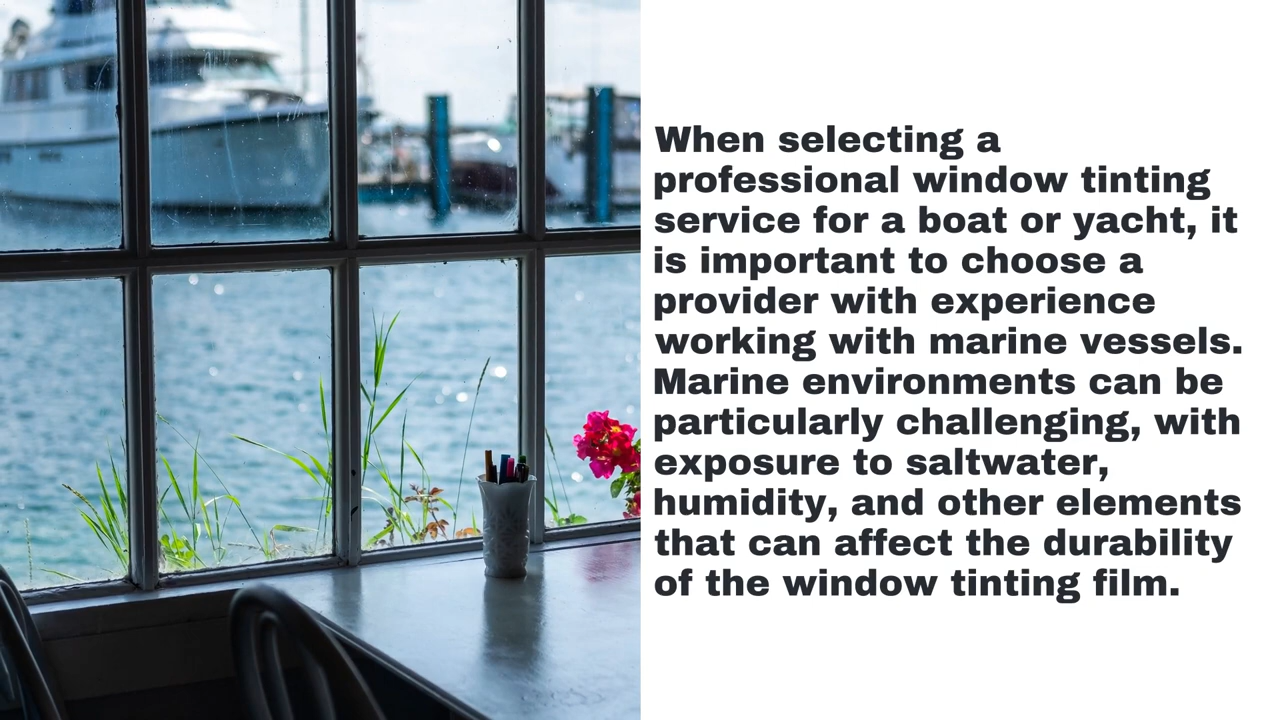 When selecting a
professional window tinting
service for a boat or yacht, it
is important to choose a
provider with experience
working with marine vessels.
Marine environments can be
particularly challenging, with
exposure to saltwater,
humidity, and other elements
that can affect the durability
of the window tinting film.